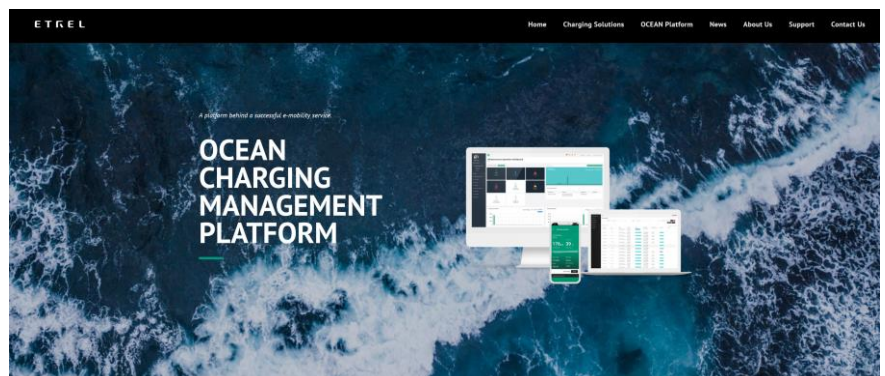 ETREL
Home Charging Solutions OCEAN Platform News About Us Support Contact Us
A platform behind a successful e-mobility service
OCEAN
CHARGING
MANAGEMENT
PLATFORM